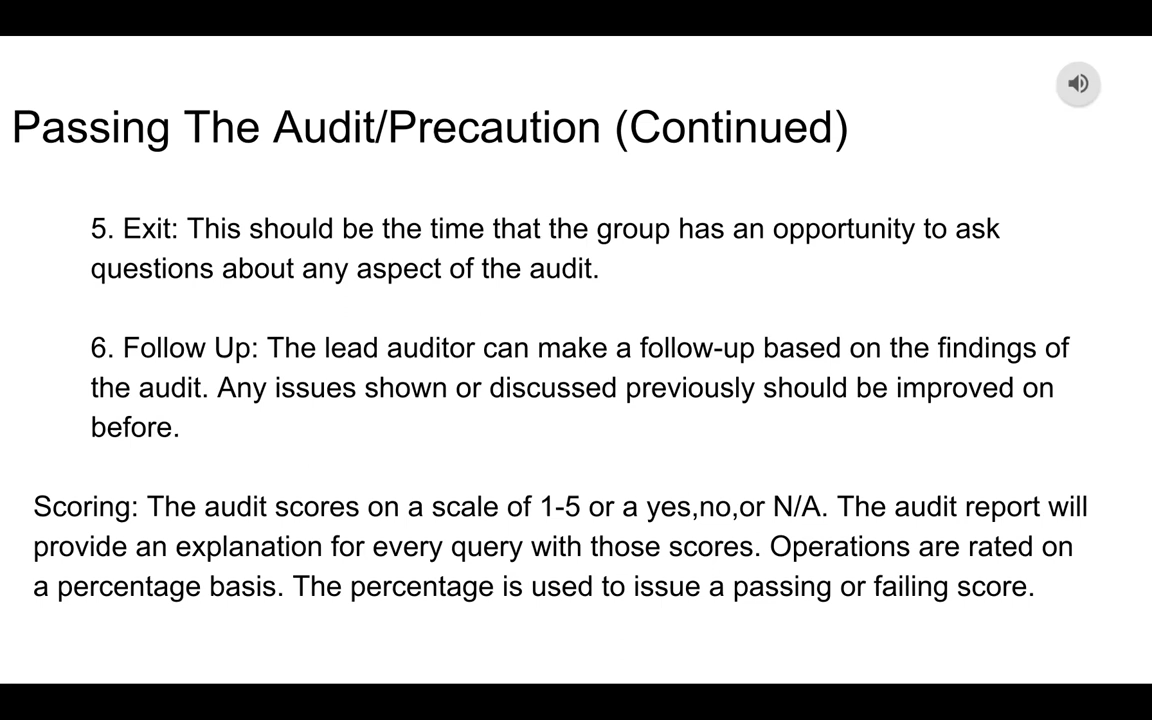 Passing The Audit/Precaution (Continued)
5. Exit: This should be the time that the group has an opportunity to ask
questions about any aspect of the audit.
6. Follow Up: The lead auditor can make a follow-up based on the findings of
the audit. Any issues shown or discussed previously should be improved on
before.
Scoring: The audit scores on a scale of 1-5 or a yes,no,or N/A. The audit report will
provide an explanation for every query with those scores. Operations are rated on
a percentage basis. The percentage is used to issue a passing or failing score.